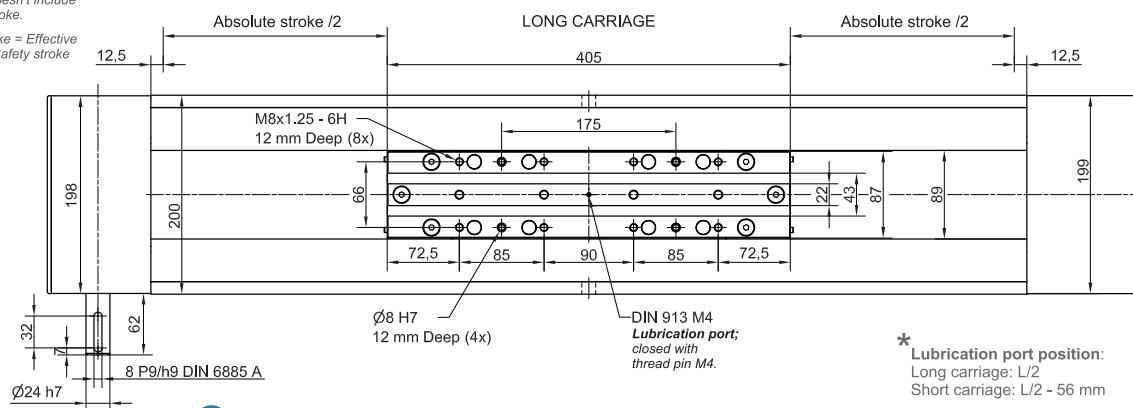 doesn't include
oke.
ke = Effective
afety stroke
Absolute stroke /2
LONG CARRIAGE
Absolute stroke /2
12,5
405
12,5
M8x1.25 - 6H
12 mm Deep (8x)
175
198
200
66
22
43
87
89
199
72,5
85
90
85
72,5
32
7
62
Ø8 H7
12 mm Deep (4x)
DIN 913 M4
Lubrication port;
closed with
thread pin M4.
8 P9/h9 DIN 6885 A
Ø24 h7
*
Lubrication port position:
Long carriage: L/2
Short carriage: L/2 - 56 mm